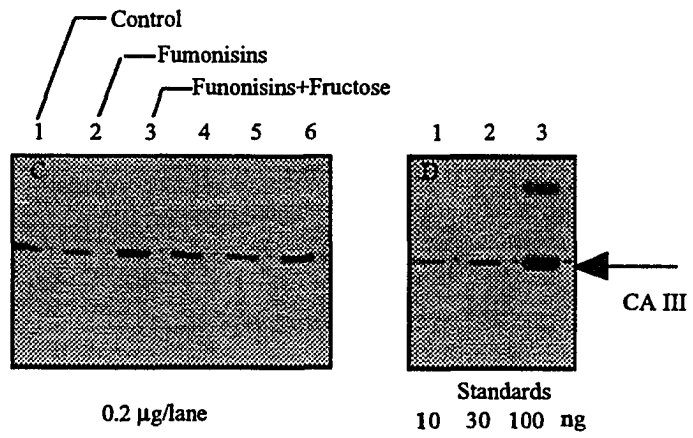 Control
Fumonisins
Funonisins+Fructose
1 2 3 4 5 6
C
0.2 µg/lane
1 2 3
D
CA III
Standards
10 30 100 ng